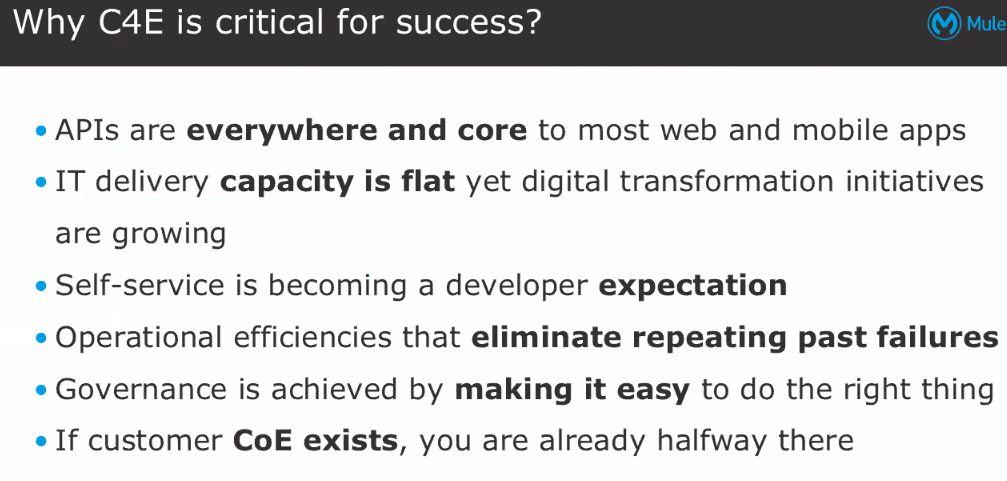 Why C4E is critical for success?
Mule
• APIs are everywhere and core to most web and mobile apps
• IT delivery capacity is flat yet digital transformation initiatives
are growing
• Self-service is becoming a developer expectation
• Operational efficiencies that eliminate repeating past failures
• Governance is achieved by making it easy to do the right thing
• If customer CoE exists, you are already halfway there